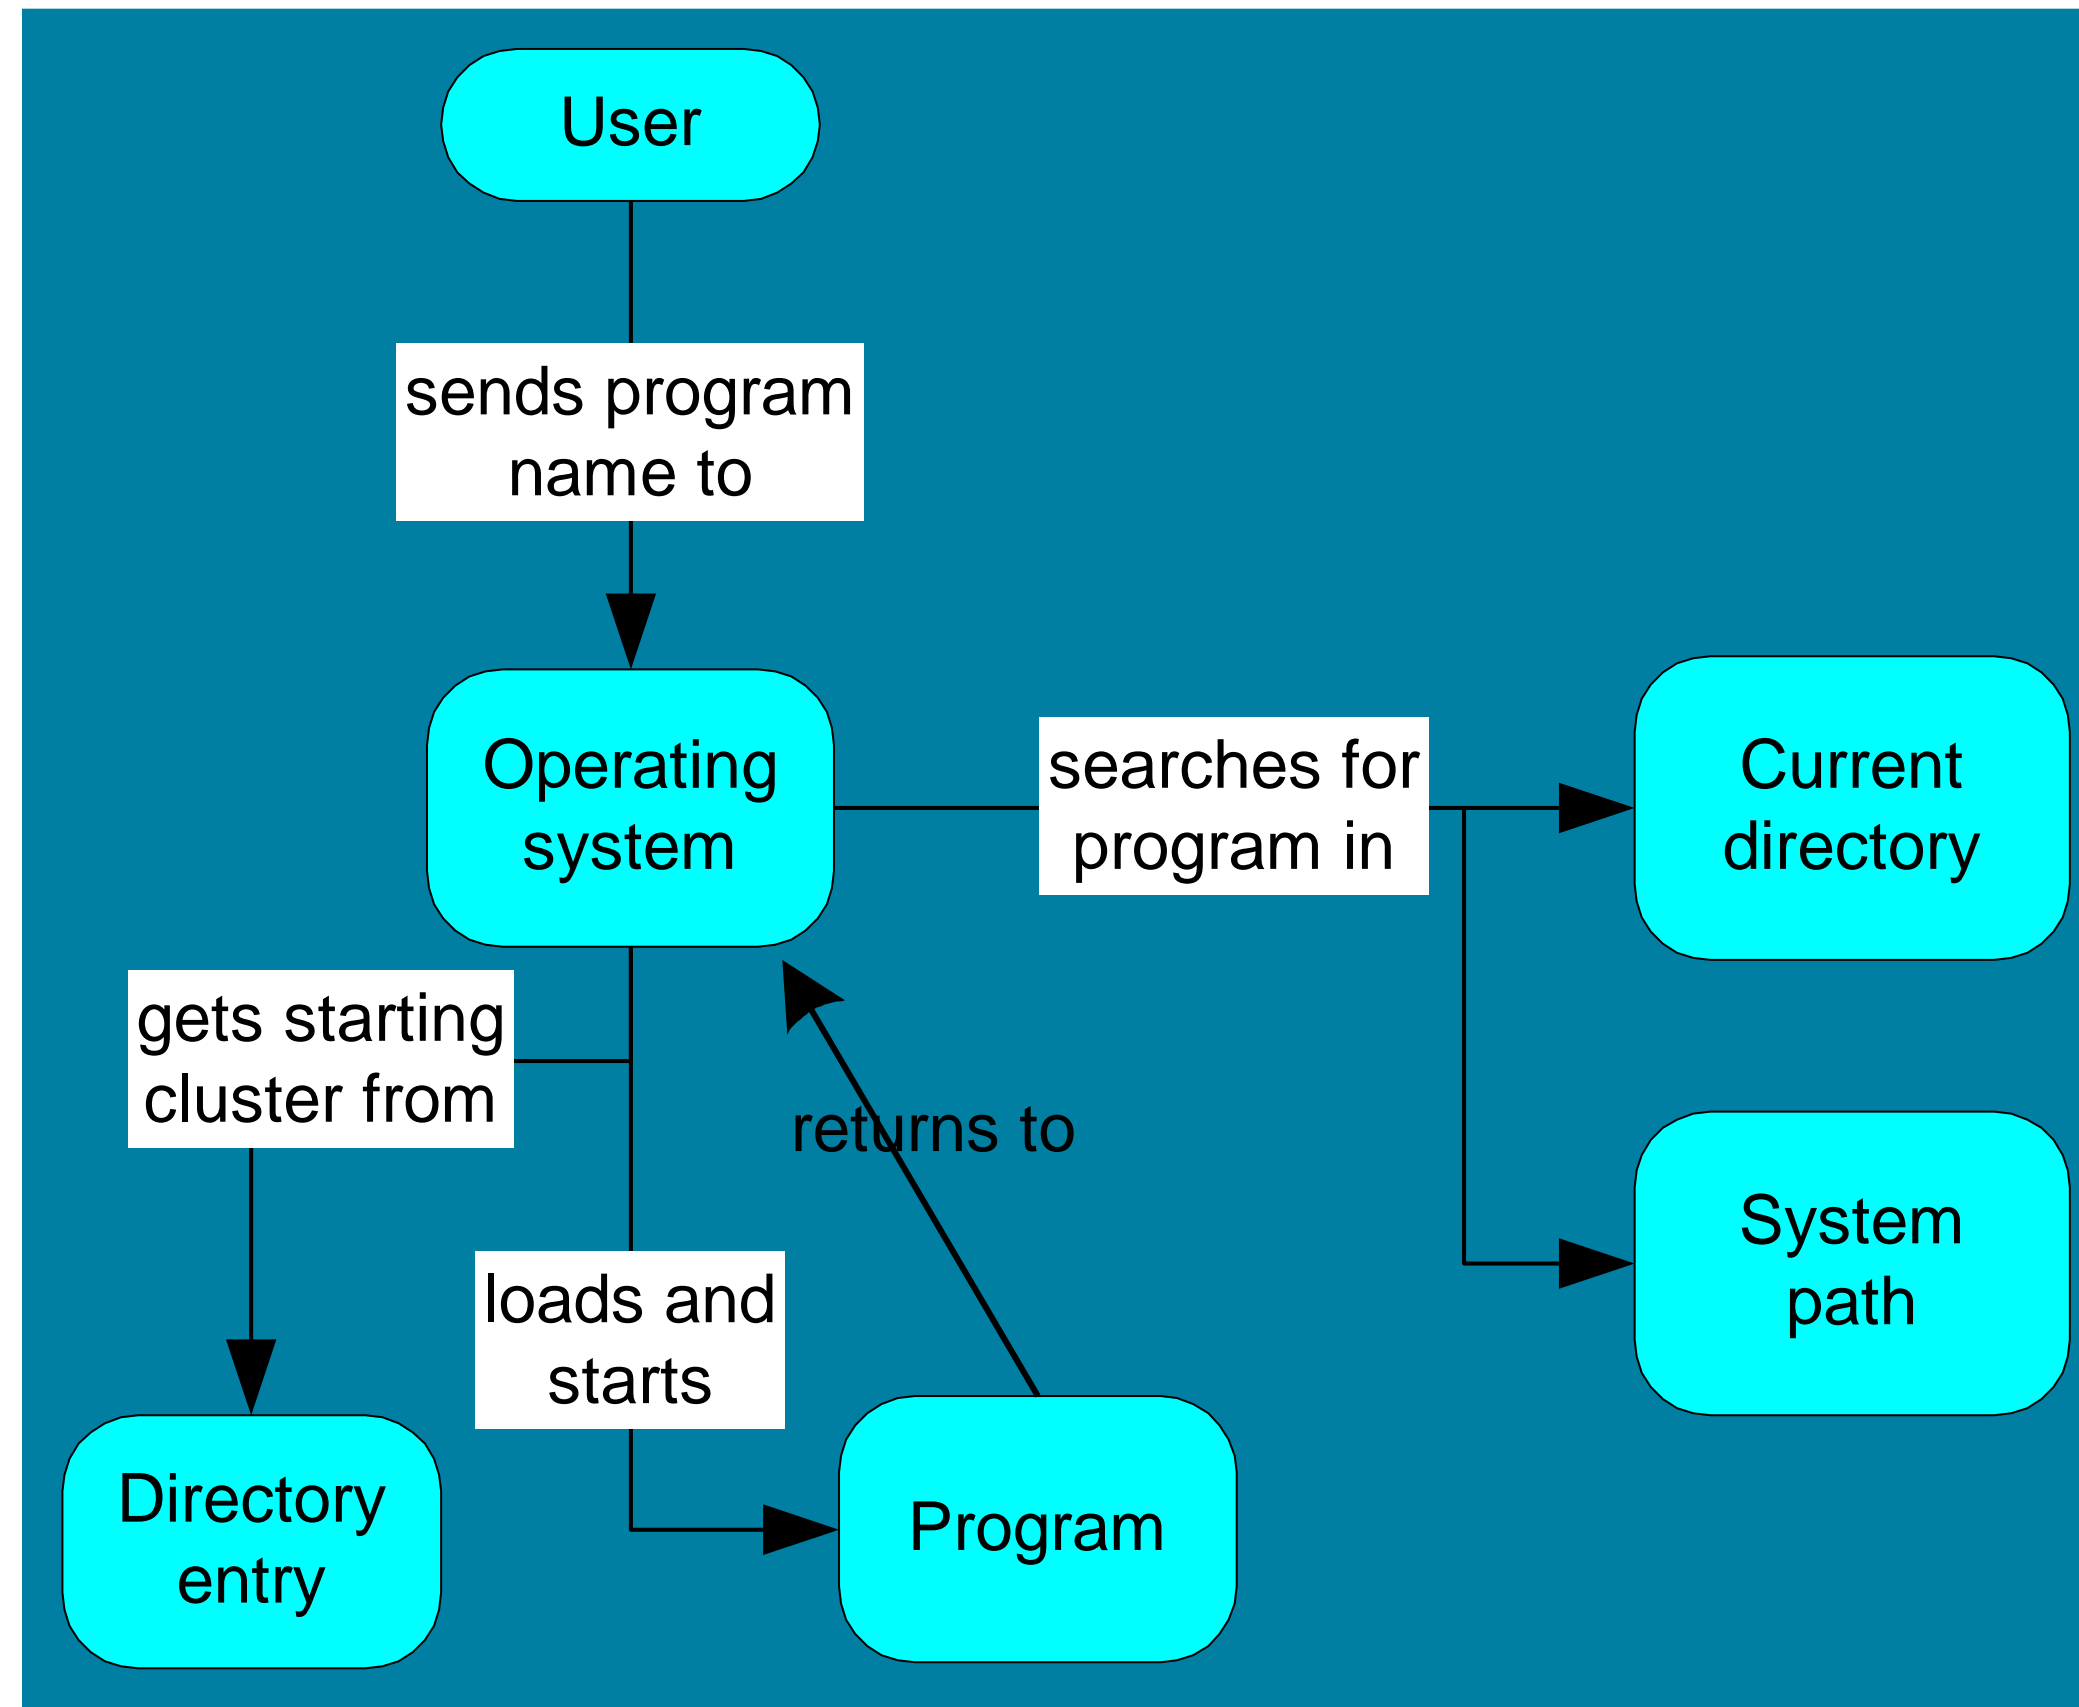 User
sends program
name to
Operating
system
searches for
program in
Current
directory
gets starting
cluster from
returns to
System
path
loads and
starts
Directory
entry
Program